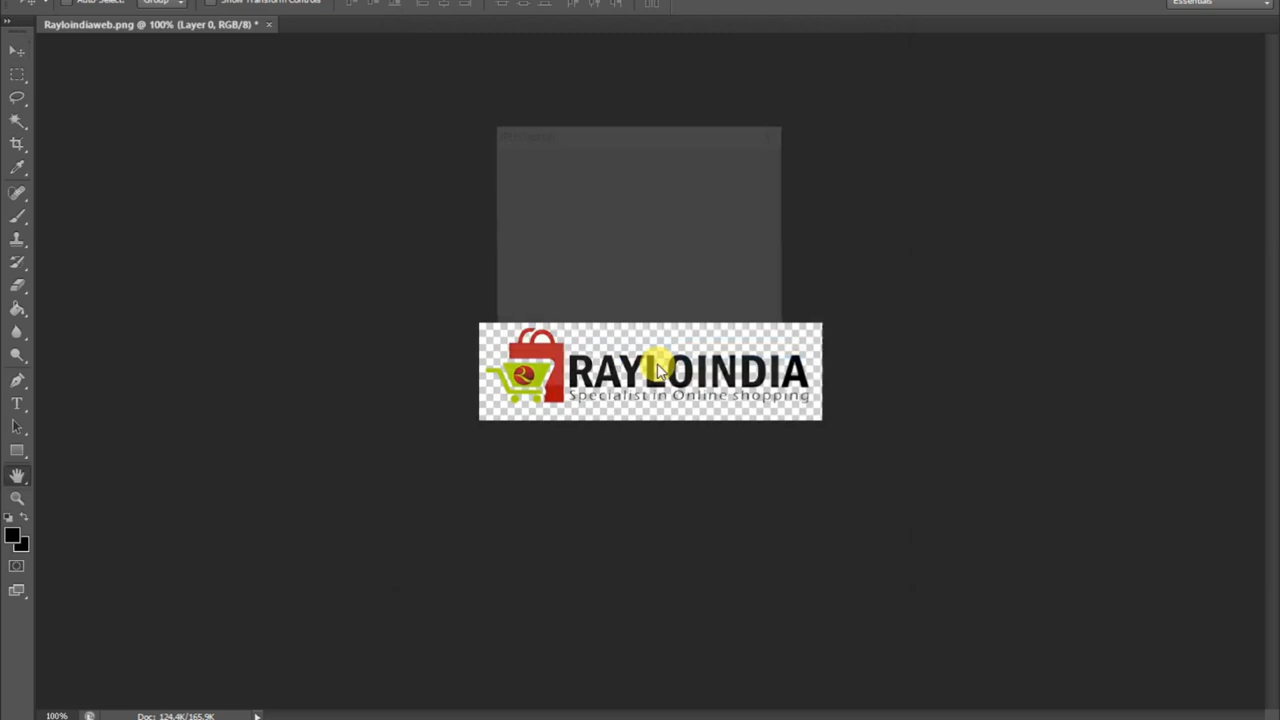 Auto-Select: Group Show Transform Controls Essentials
Rayloindiaweb.png @ 100% (Layer 0, RGB/8) *
RAYLOINDIA
Specialist in Online shopping
100% Doc: 124.4K/165.9K